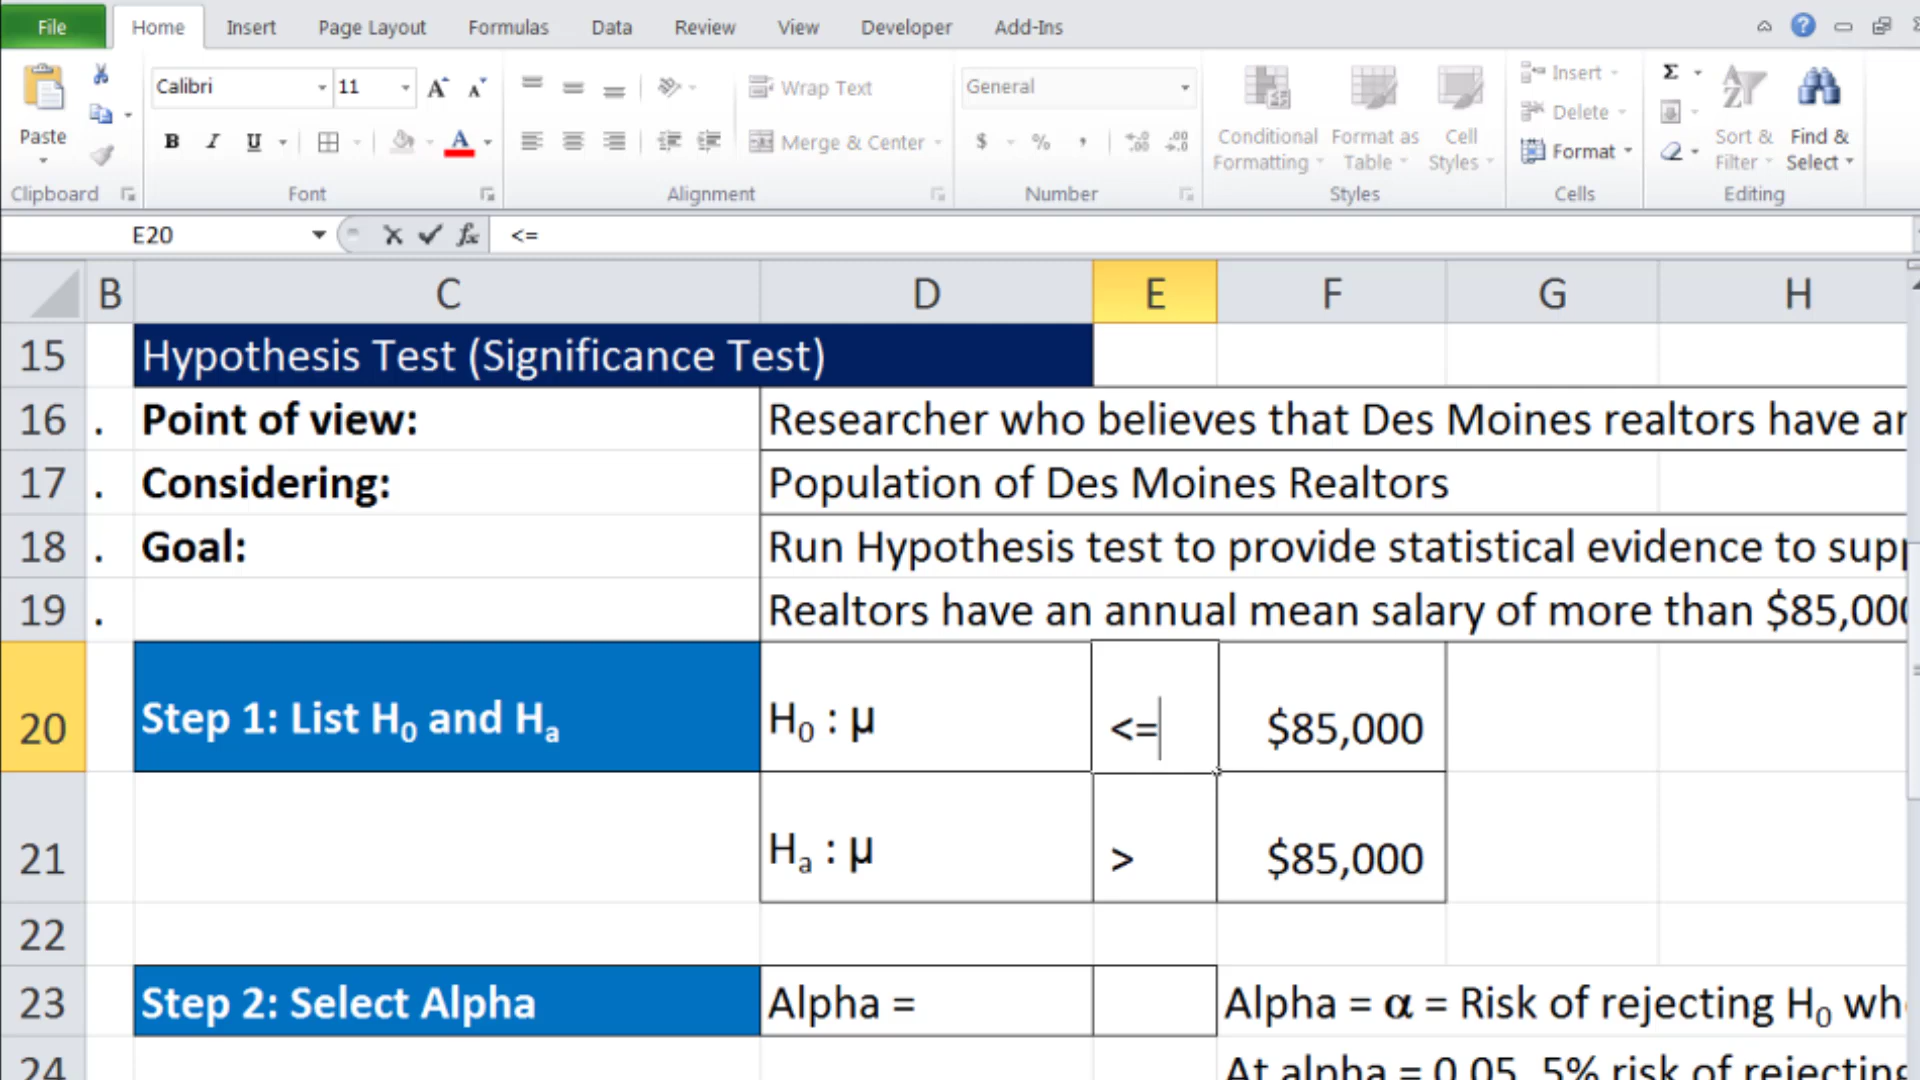 File Home Insert Page Layout Formulas Data Review View Developer Add-Ins
Calibri 11 Wrap Text General Insert Σ
Paste B I U A Merge & Center $ % , Conditional Formatting Format as Table Cell Styles Delete Format Sort & Filter Find & Select
Clipboard Font Alignment Number Styles Cells Editing
E20 fx <=
B C D E F G H
15 Hypothesis Test (Significance Test)
16 . Point of view: Researcher who believes that Des Moines realtors have
17 . Considering: Population of Des Moines Realtors
18 . Goal: Run Hypothesis test to provide statistical evidence to
19 . Realtors have an annual mean salary of more than $85,000
20 Step 1: List H₀ and Hₐ H₀ : μ <= $85,000
21 Hₐ : μ > $85,000
22
23 Step 2: Select Alpha Alpha = Alpha = α = Risk of rejecting H₀
24 At alpha = 0.05, 5% risk of rejecting